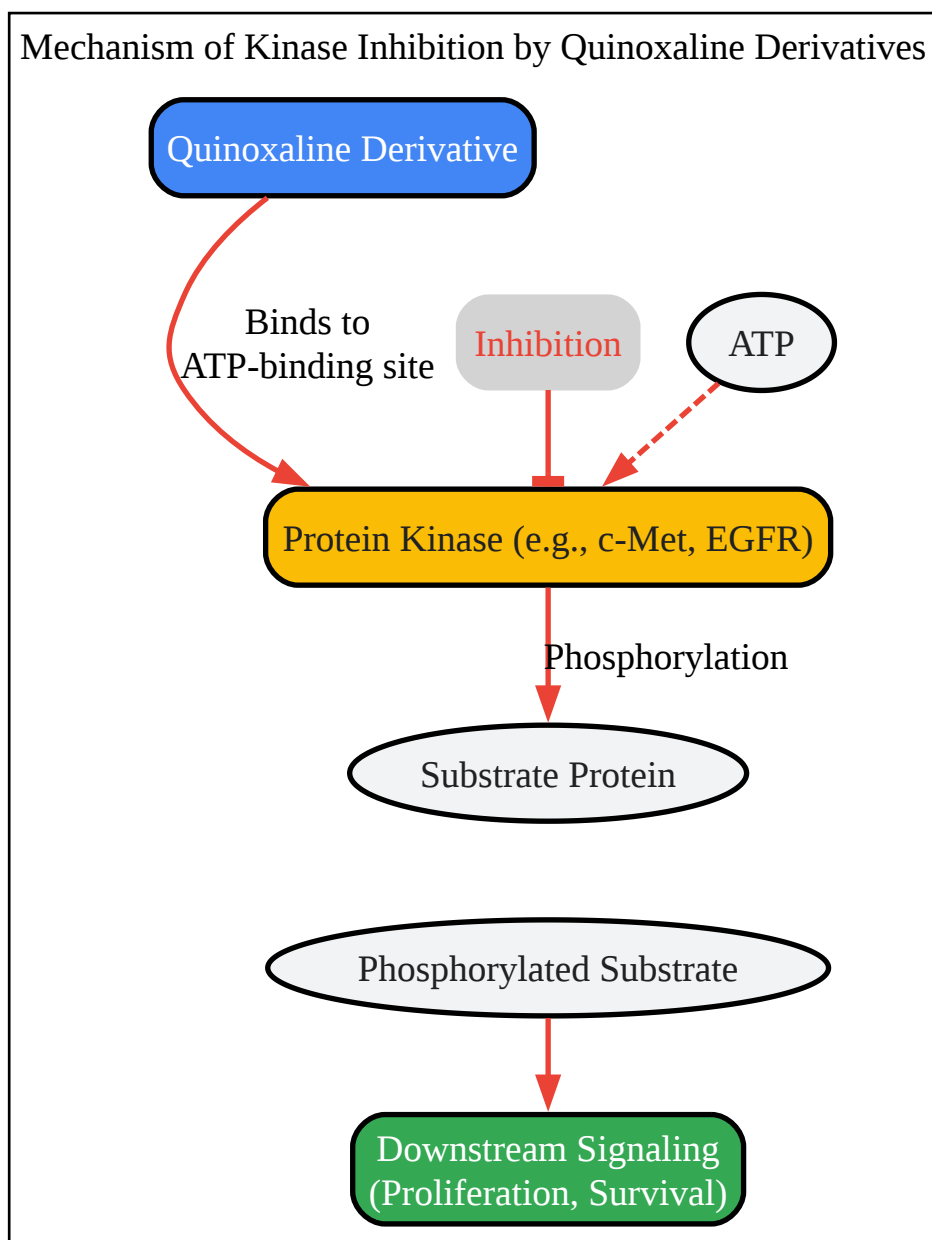 Mechanism of Kinase Inhibition by Quinoxaline Derivatives
Quinoxaline Derivative
Binds to
ATP-binding site
Inhibition
ATP
Protein Kinase (e.g., c-Met, EGFR)
Phosphorylation
Substrate Protein
Phosphorylated Substrate
Downstream Signaling
(Proliferation, Survival)